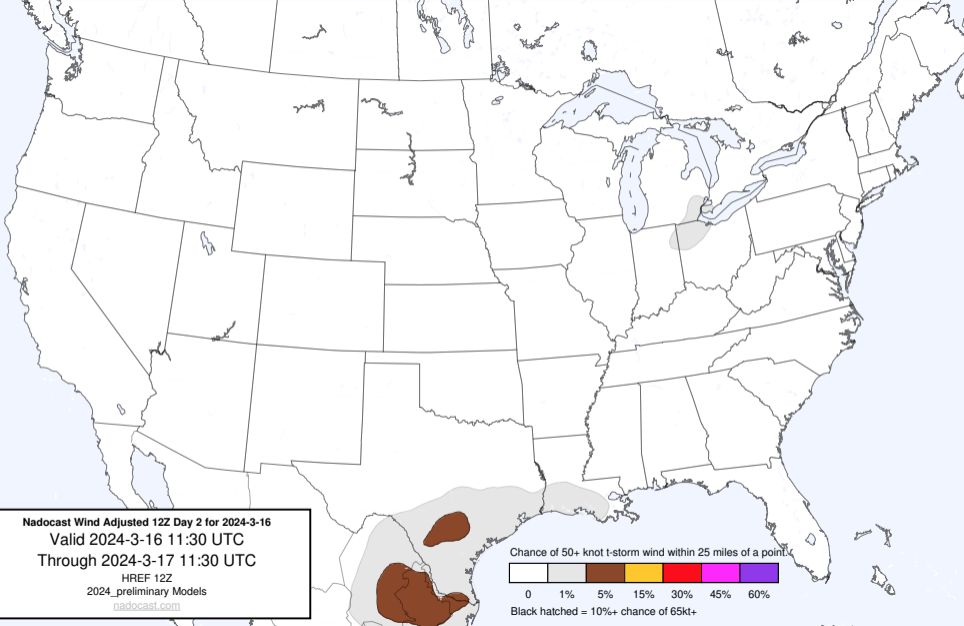 Nadocast Wind Adjusted 12Z Day 2 for 2024-3-16
Valid 2024-3-16 11:30 UTC
Through 2024-3-17 11:30 UTC
HREF 12Z
2024_preliminary Models
nadocast.com
Chance of 50+ knot t-storm wind within 25 miles of a point.
0 1% 5% 15% 30% 45% 60%
Black hatched = 10%+ chance of 65kt+